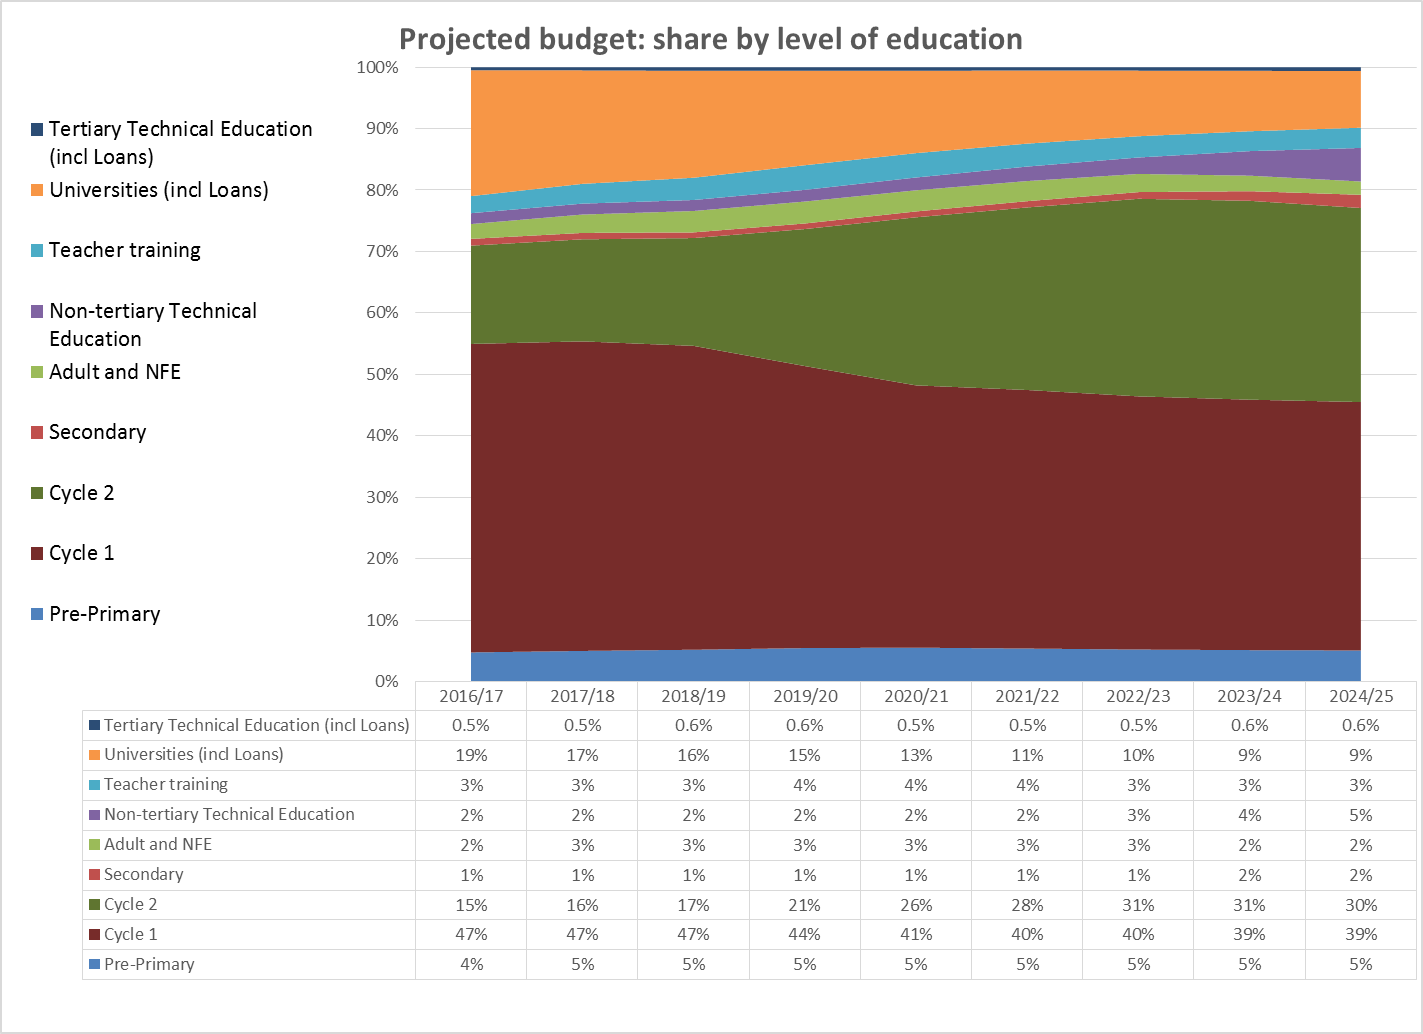 Projected budget: share by level of education
100%
90%
80%
70%
60%
50%
40%
30%
20%
10%
0%
Tertiary Technical Education
(incl Loans)
Universities (incl Loans)
Teacher training
Non-tertiary Technical
Education
Adult and NFE
Secondary
Cycle 2
Cycle 1
Pre-Primary
2016/17 2017/18 2018/19 2019/20 2020/21 2021/22 2022/23 2023/24 2024/25
Tertiary Technical Education (incl Loans) 0.5% 0.5% 0.6% 0.6% 0.5% 0.5% 0.5% 0.6% 0.6%
Universities (incl Loans) 19% 17% 16% 15% 13% 11% 10% 9% 9%
Teacher training 3% 3% 3% 4% 4% 4% 3% 3% 3%
Non-tertiary Technical Education 2% 2% 2% 2% 2% 2% 3% 4% 5%
Adult and NFE 2% 3% 3% 3% 3% 3% 3% 2% 2%
Secondary 1% 1% 1% 1% 1% 1% 1% 2% 2%
Cycle 2 15% 16% 17% 21% 26% 28% 31% 31% 30%
Cycle 1 47% 47% 47% 44% 41% 40% 40% 39% 39%
Pre-Primary 4% 5% 5% 5% 5% 5% 5% 5% 5%